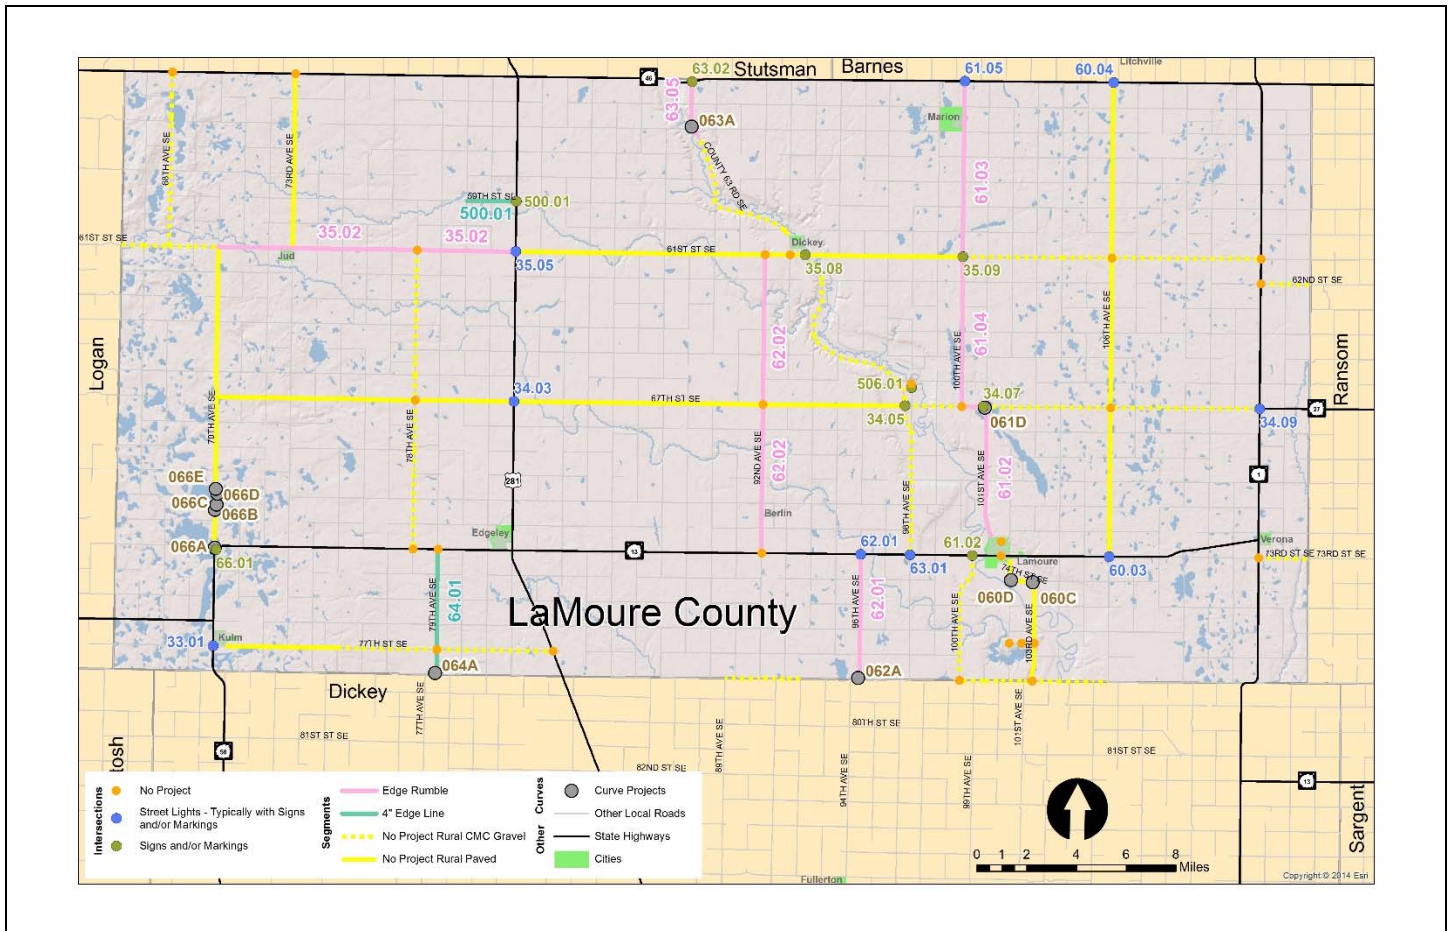 46
63.02
Stutsman
Barnes
61.05
60.04
Litchville
63.05
063A
Marion
68TH AVE SE
73RD AVE SE
COUNTY 63 RD SE
61.03
59TH ST SE
500.01
500.01
61ST ST SE
35.02
35.02
Jud
61ST ST SE
Dickey
35.05
35.08
35.09
62ND ST SE
Logan
Ransom
62.02
100TH AVE SE
61.04
106TH AVE SE
34.03
67TH ST SE
506.01
34.05
34.07
061D
27
34.09
70TH AVE SE
78TH AVE SE
281
92ND AVE SE
62.02
98TH AVE SE
101ST AVE SE
61.02
1
066E
066D
066C
066B
Berlin
Edgeley
066A
66.01
13
62.01
63.01
61.02
Lamoure
60.03
Verona
73RD ST SE
73RD ST SE
74TH ST SE
060D
060C
79TH AVE SE
64.01
96TH AVE SE
62.01
100TH AVE SE
103RD AVE SE
LaMoure County
33.01
Kulm
77TH ST SE
064A
062A
Dickey
77TH AVE SE
81ST ST SE
89TH AVE SE
80TH ST SE
101ST AVE SE
81ST ST SE
tosh
58
82ND ST SE
94TH AVE SE
99TH AVE SE
13
Sargent
Intersections
No Project
Street Lights - Typically with Signs
and/or Markings
Signs and/or Markings
Segments
Edge Rumble
4" Edge Line
No Project Rural CMC Gravel
No Project Rural Paved
Curves
Curve Projects
Other
Other Local Roads
State Highways
Cities
0 1 2 4 6 8
Miles
Fullerton
Copyright:© 2014 Esri